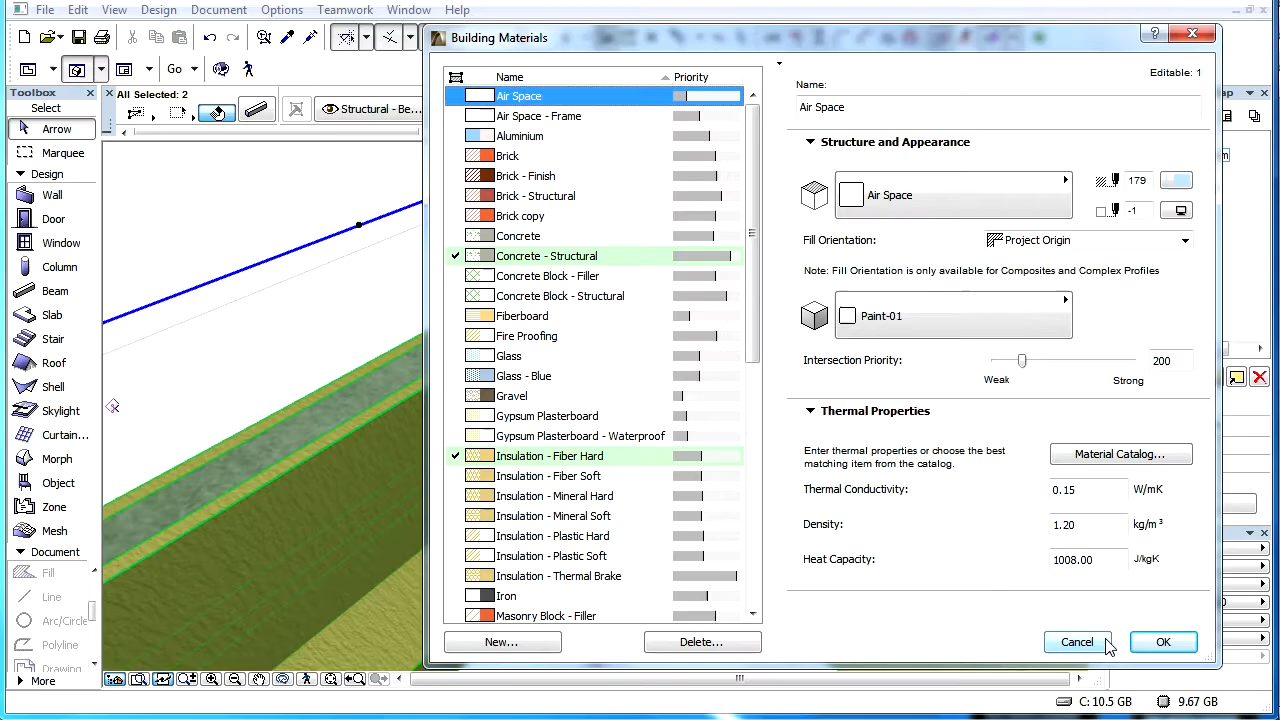 File Edit View Design Document Options Teamwork Window Help
Building Materials
Go
Toolbox
Select
All Selected: 2
Structural - Be...
Arrow
Marquee
Design
Wall
Door
Window
Column
Beam
Slab
Stair
Roof
Shell
Skylight
Curtain...
Morph
Object
Zone
Mesh
Document
Fill
Line
Arc/Circle
Polyline
Drawing
More
Name Priority
Air Space
Air Space - Frame
Aluminium
Brick
Brick - Finish
Brick - Structural
Brick copy
Concrete
Concrete - Structural
Concrete Block - Filler
Concrete Block - Structural
Fiberboard
Fire Proofing
Glass
Glass - Blue
Gravel
Gypsum Plasterboard
Gypsum Plasterboard - Waterproof
Insulation - Fiber Hard
Insulation - Fiber Soft
Insulation - Mineral Hard
Insulation - Mineral Soft
Insulation - Plastic Hard
Insulation - Plastic Soft
Insulation - Thermal Brake
Iron
Masonry Block - Filler
New... Delete...
Editable: 1
Name:
Air Space
Structure and Appearance
Air Space
179
-1
Fill Orientation: Project Origin
Note: Fill Orientation is only available for Composites and Complex Profiles
Paint-01
Intersection Priority: 200
Weak Strong
Thermal Properties
Enter thermal properties or choose the best
matching item from the catalog.
Material Catalog...
Thermal Conductivity: 0.15 W/mK
Density: 1.20 kg/m³
Heat Capacity: 1008.00 J/kgK
Cancel OK
C: 10.5 GB 9.67 GB